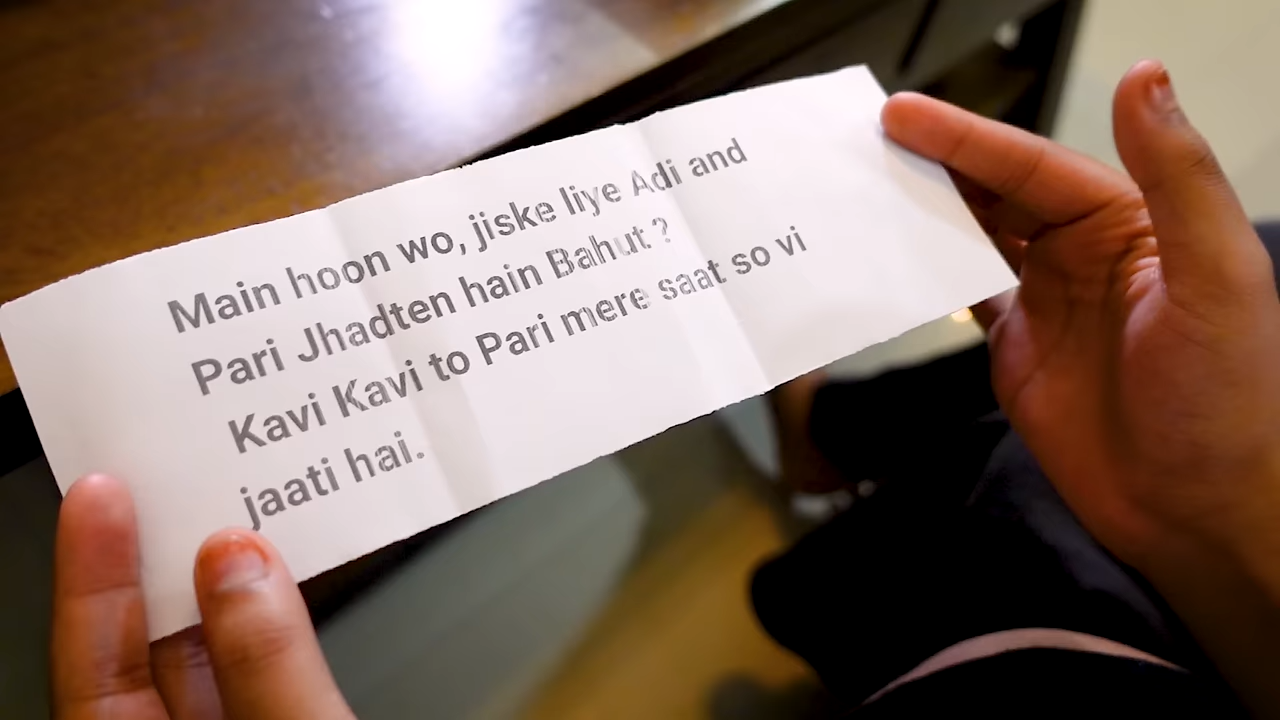 Main hoon wo, jiske liye Adi and
Pari Jhadten hain Bahut ?
Kavi Kavi to Pari mere saat so vi
jaati hai.